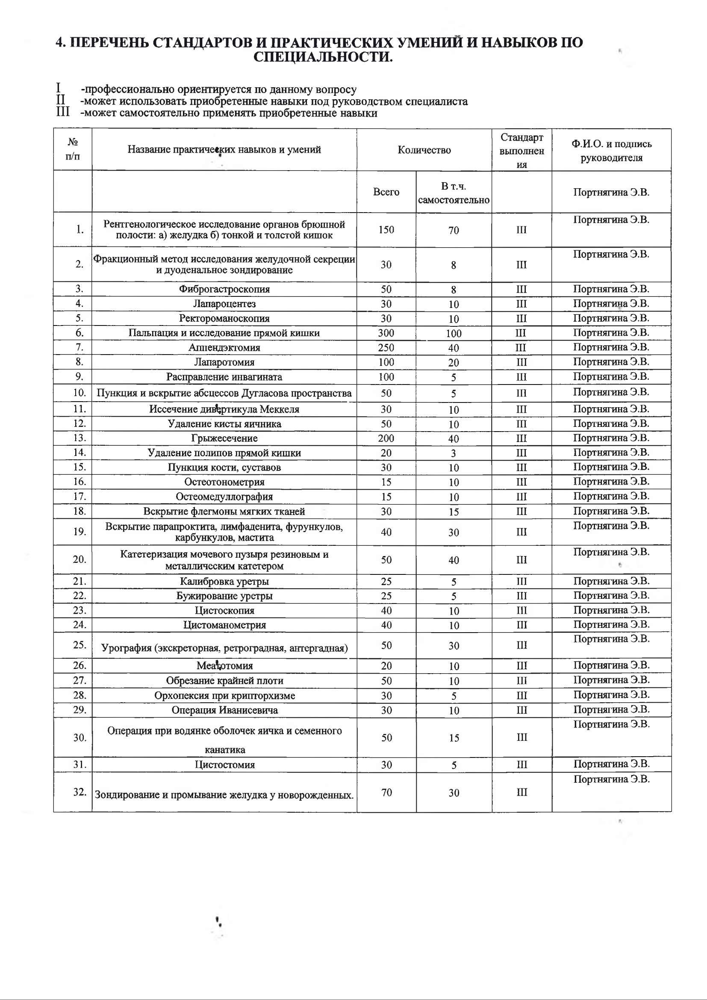 4. ПЕРЕЧЕНЬ СТАНДАРТОВ И ПРАКТИЧЕСКИХ УМЕНИЙ И НАВЫКОВ ПО
СПЕЦИАЛЬНОСТИ.
I -профессионально ориентируется по данному вопросу
II -может использовать приобретенные навыки под руководством специалиста
III -может самостоятельно применять приобретенные навыки
№ п/п Название практических навыков и умений Количество Стандарт выполнен ия Ф.И.О. и подпись руководителя
Всего В т.ч. самостоятельно Портнягина Э.В.
1. Рентгенологическое исследование органов брюшной
полости: а) желудка б) тонкой и толстой кишок 150 70 III Портнягина Э.В.
2. Фракционный метод исследования желудочной секреции
и дуоденальное зондирование 30 8 III Портнягина Э.В.
3. Фиброгастроскопия 50 8 III Портнягина Э.В.
4. Лапароцентез 30 10 III Портнягина Э.В.
5. Ректороманоскопия 30 10 III Портнягина Э.В.
6. Пальпация и исследование прямой кишки 300 100 III Портнягина Э.В.
7. Аппендэктомия 250 40 III Портнягина Э.В.
8. Лапаротомия 100 20 III Портнягина Э.В.
9. Расправление инвагината 100 5 III Портнягина Э.В.
10. Пункция и вскрытие абсцессов Дугласова пространства 50 5 III Портнягина Э.В.
11. Иссечение дивертикула Меккеля 30 10 III Портнягина Э.В.
12. Удаление кисты яичника 50 10 III Портнягина Э.В.
13. Грыжесечение 200 40 III Портнягина Э.В.
14. Удаление полипов прямой кишки 20 3 III Портнягина Э.В.
15. Пункция кости, суставов 30 10 III Портнягина Э.В.
16. Остеотонометрия 15 10 III Портнягина Э.В.
17. Остеомедуллография 15 10 III Портнягина Э.В.
18. Вскрытие флегмоны мягких тканей 30 15 III Портнягина Э.В.
19. Вскрытие парапроктита, лимфаденита, фурункулов,
карбункулов, мастита 40 30 III Портнягина Э.В.
20. Катетеризация мочевого пузыря резиновым и
металлическим катетером 50 40 III Портнягина Э.В.
21. Калибровка уретры 25 5 III Портнягина Э.В.
22. Бужирование уретры 25 5 III Портнягина Э.В.
23. Цистоскопия 40 10 III Портнягина Э.В.
24. Цистоманометрия 40 10 III Портнягина Э.В.
25. Урография (экскреторная, ретроградная, антергадная) 50 30 III Портнягина Э.В.
26. Меатотомия 20 10 III Портнягина Э.В.
27. Обрезание крайней плоти 50 10 III Портнягина Э.В.
28. Орхопексия при крипторхизме 30 5 III Портнягина Э.В.
29. Операция Иванисевича 30 10 III Портнягина Э.В.
30. Операция при водянке оболочек яичка и семенного
канатика 50 15 III Портнягина Э.В.
31. Цистостомия 30 5 III Портнягина Э.В.
32. Зондирование и промывание желудка у новорожденных. 70 30 III Портнягина Э.В.